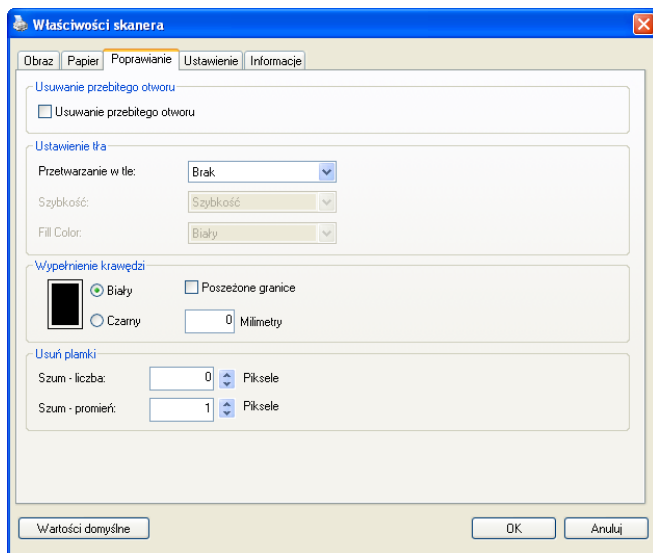 Właściwości skanera
Obraz Papier Poprawianie Ustawienie Informacje
Usuwanie przebitego otworu
Usuwanie przebitego otworu
Ustawienie tła
Przetwarzanie w tle: Brak
Szybkość: Szybkość
Fill Color: Biały
Wypełnienie krawędzi
Biały Poszeżone granice
Czarny 0 Milimetry
Usuń plamki
Szum - liczba: 0 Piksele
Szum - promień: 1 Piksele
Wartości domyślne OK Anuluj